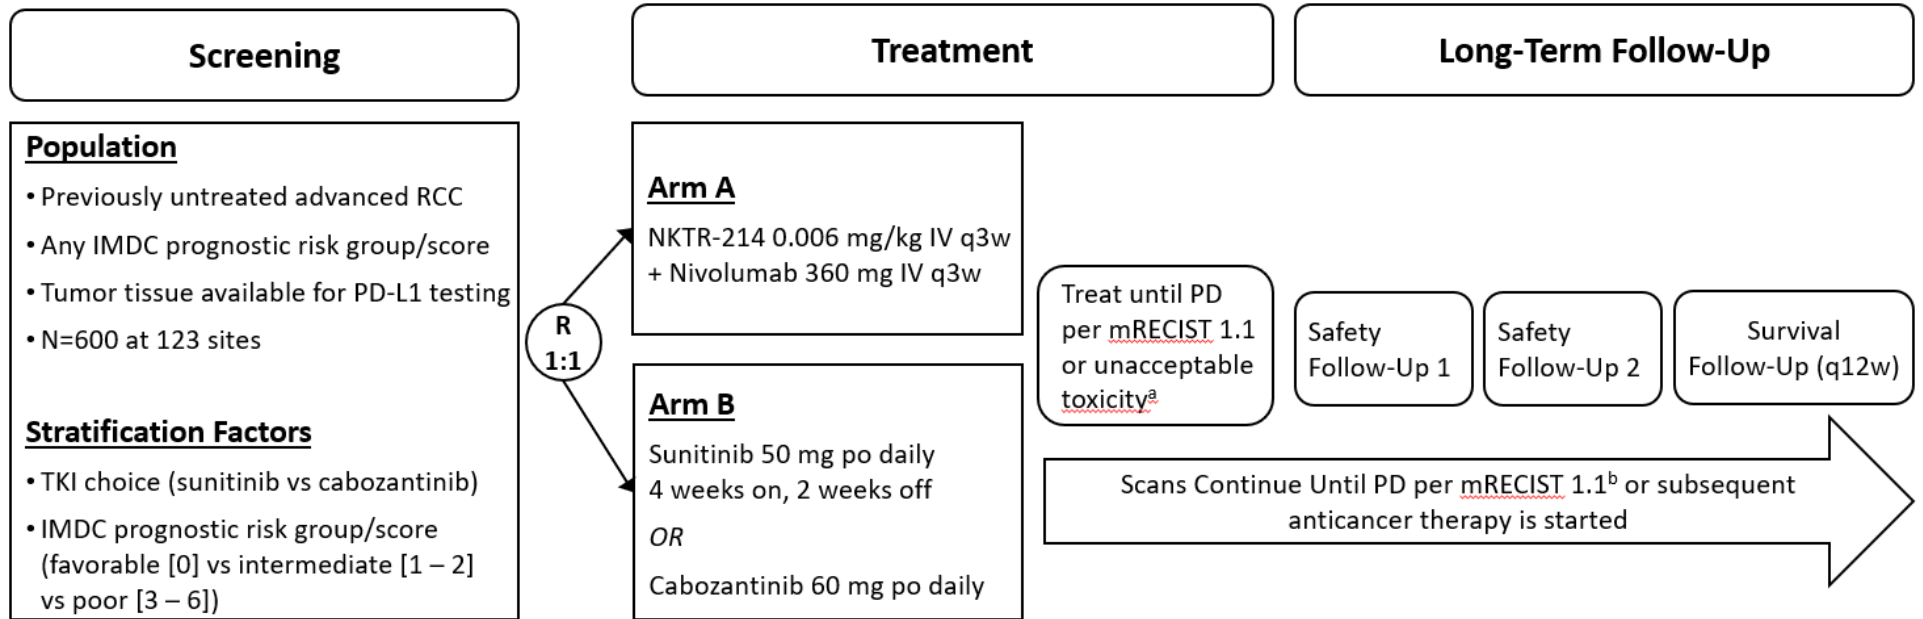 Screening
Treatment
Long-Term Follow-Up
Population
• Previously untreated advanced RCC
• Any IMDC prognostic risk group/score
• Tumor tissue available for PD-L1 testing
• N=600 at 123 sites
Stratification Factors
• TKI choice (sunitinib vs cabozantinib)
• IMDC prognostic risk group/score
(favorable [0] vs intermediate [1 – 2]
vs poor [3 – 6])
R
1:1
Arm A
NKTR-214 0.006 mg/kg IV q3w
+ Nivolumab 360 mg IV q3w
Arm B
Sunitinib 50 mg po daily
4 weeks on, 2 weeks off
OR
Cabozantinib 60 mg po daily
Treat until PD
per mRECIST 1.1
or unacceptable
toxicityᵃ
Safety
Follow-Up 1
Safety
Follow-Up 2
Survival
Follow-Up (q12w)
Scans Continue Until PD per mRECIST 1.1ᵇ or subsequent
anticancer therapy is started